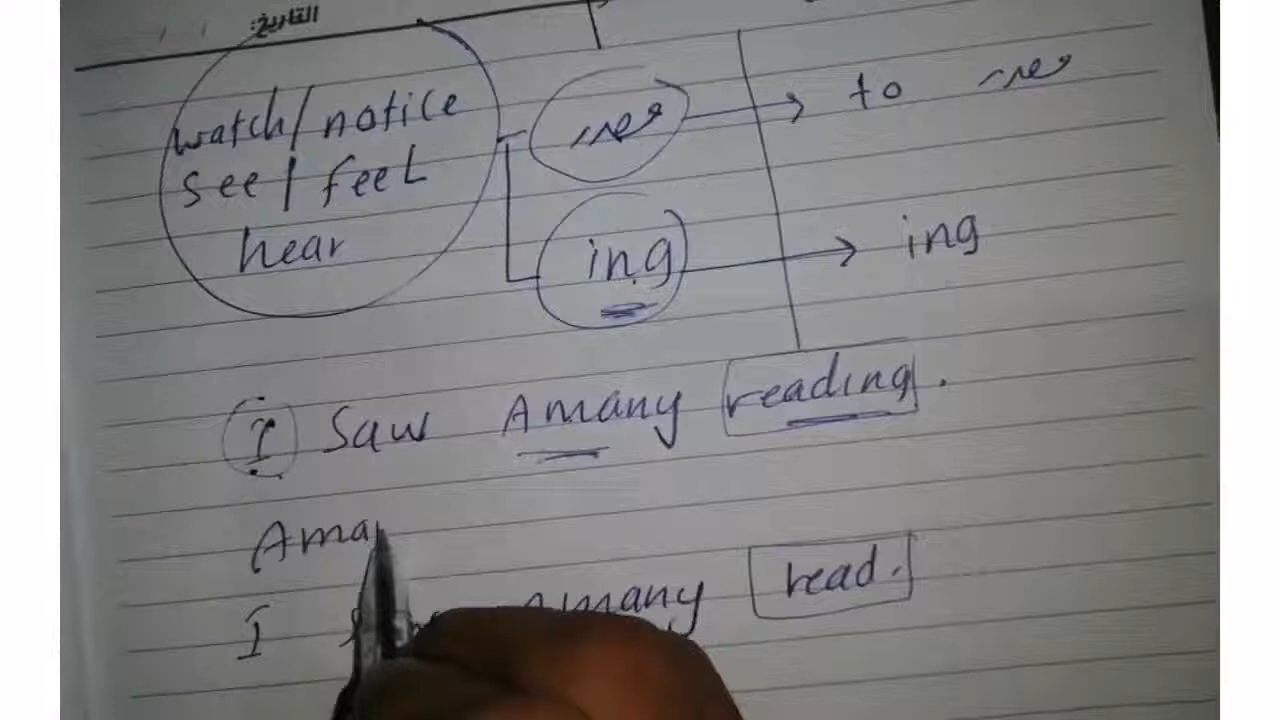 التاريخ: / /
watch/notice
see/feel
hear
مصدر → to مصدر
ing → ing
I saw Amany reading.
Ama
I Amany read.